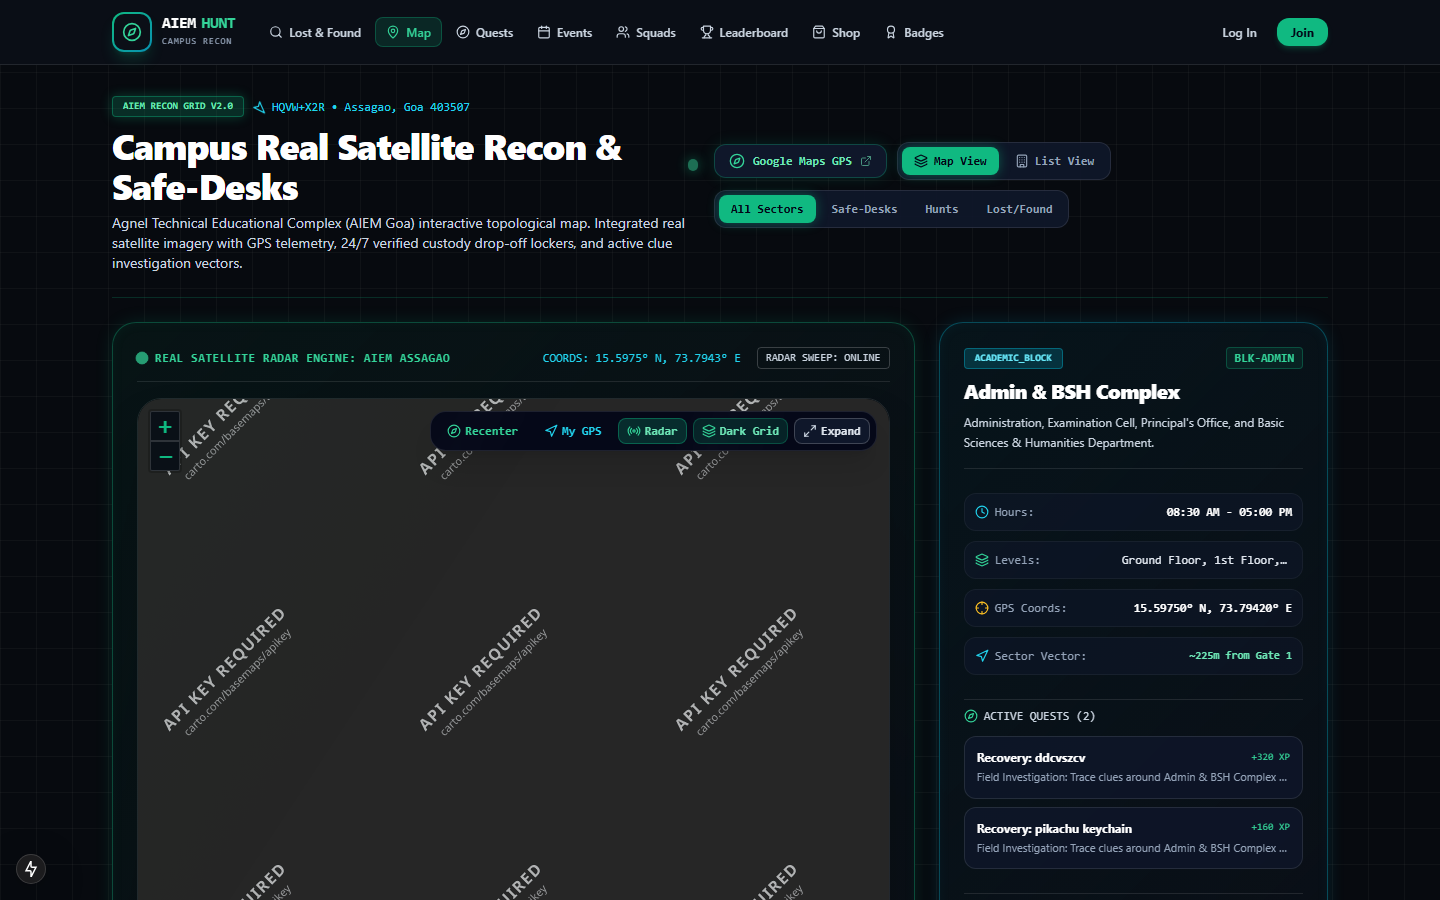 AIEM HUNT
CAMPUS RECON
Lost & Found
Map
Quests
Events
Squads
Leaderboard
Shop
Badges
Log In
Join
AIEM RECON GRID V2.0
HQVW+X2R • Assagao, Goa 403507
Campus Real Satellite Recon &
Safe-Desks
Agnel Technical Educational Complex (AIEM Goa) interactive topological map. Integrated real
satellite imagery with GPS telemetry, 24/7 verified custody drop-off lockers, and active clue
investigation vectors.
Google Maps GPS
Map View
List View
All Sectors
Safe-Desks
Hunts
Lost/Found
REAL SATELLITE RADAR ENGINE: AIEM ASSAGAO
COORDS: 15.5975° N, 73.7943° E
RADAR SWEEP: ONLINE
+
−
Recenter
My GPS
Radar
Dark Grid
Expand
API KEY REQUIRED
carto.com/basemaps/apikey
API KEY REQUIRED
carto.com/basemaps/apikey
API KEY REQUIRED
carto.com/basemaps/apikey
ACADEMIC_BLOCK
BLK-ADMIN
Admin & BSH Complex
Administration, Examination Cell, Principal's Office, and Basic
Sciences & Humanities Department.
Hours:
08:30 AM - 05:00 PM
Levels:
Ground Floor, 1st Floor,…
GPS Coords:
15.59750° N, 73.79420° E
Sector Vector:
~225m from Gate 1
ACTIVE QUESTS (2)
Recovery: ddcvszcv
+320 XP
Field Investigation: Trace clues around Admin & BSH Complex ...
Recovery: pikachu keychain
+160 XP
Field Investigation: Trace clues around Admin & BSH Complex ...